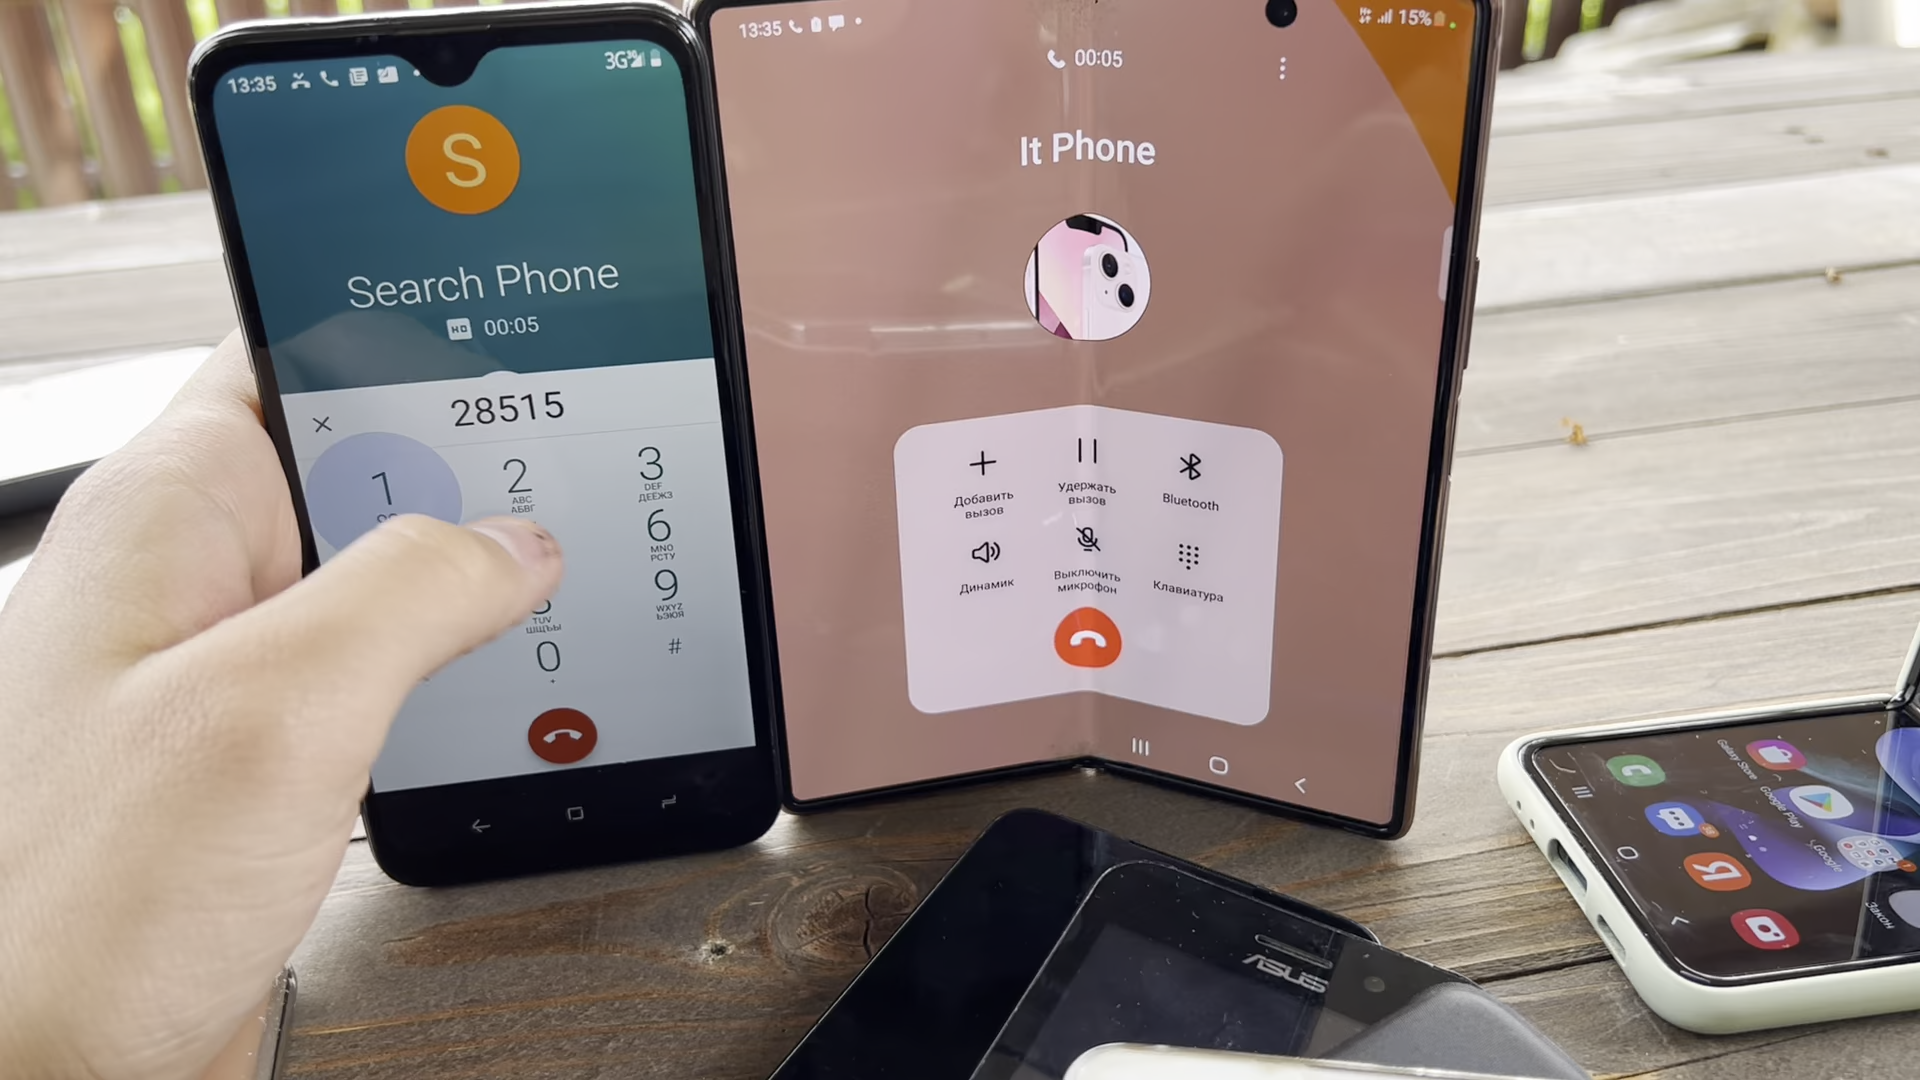 13:35
3G
S
Search Phone
HD 00:05
28515
1
2
ABC
АБВГ
3
DEF
ДЕЁЖЗ
6
MNO
РСТУ
TUV
ШЩЪЫ
9
WXYZ
ЬЭЮЯ
0
+
#
13:35
15%
00:05
It Phone
Добавить
вызов
Удержать
вызов
Bluetooth
Динамик
Выключить
микрофон
Клавиатура
ASUS
Galaxy Store
Google Play
Google
Я
Закон